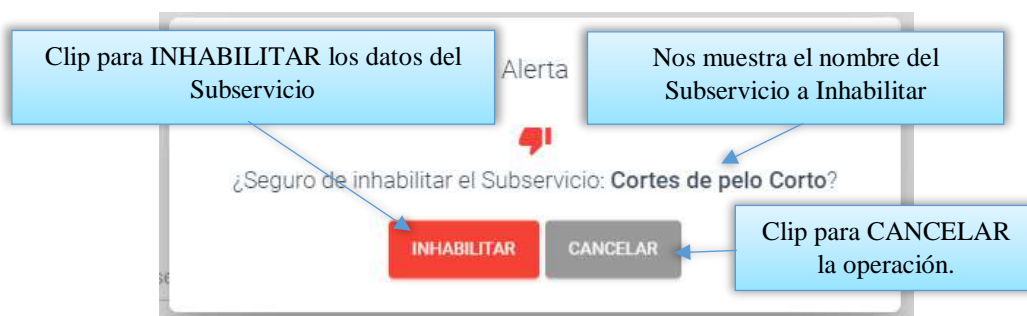 Clip para INHABILITAR los datos del
Subservicio
Alerta
Nos muestra el nombre del
Subservicio a Inhabilitar
¿Seguro de inhabilitar el Subservicio: Cortes de pelo Corto?
INHABILITAR
CANCELAR
Clip para CANCELAR
la operación.
se